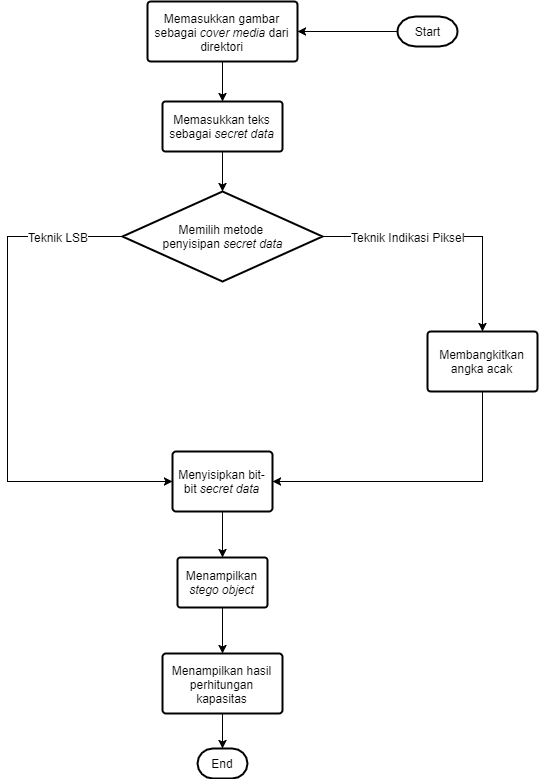 Memasukkan gambar
sebagai cover media dari
direktori
Start
Memasukkan teks
sebagai secret data
Memilih metode
penyisipan secret data
Teknik LSB
Teknik Indikasi Piksel
Membangkitkan
angka acak
Menyisipkan bit-
bit secret data
Menampilkan
stego object
Menampilkan hasil
perhitungan
kapasitas
End